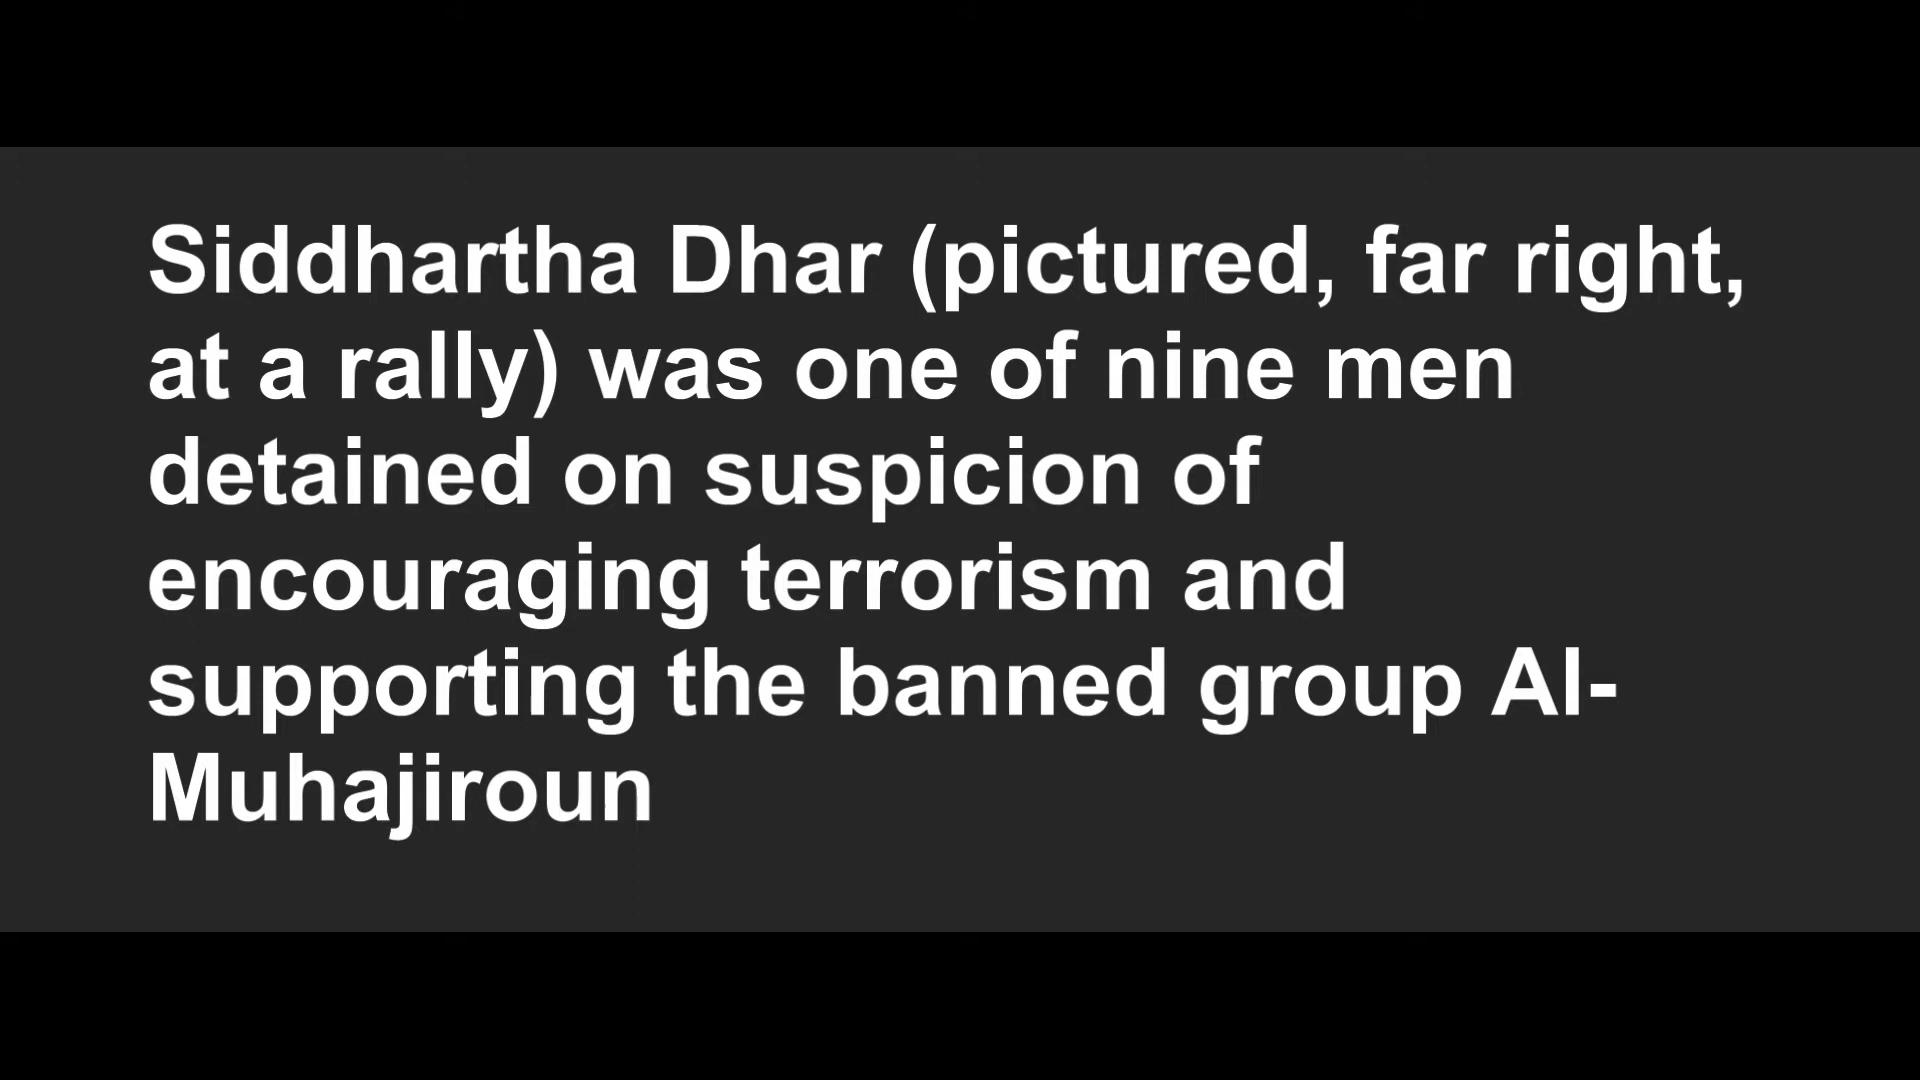 Siddhartha Dhar (pictured, far right,
at a rally) was one of nine men
detained on suspicion of
encouraging terrorism and
supporting the banned group Al-
Muhajiroun